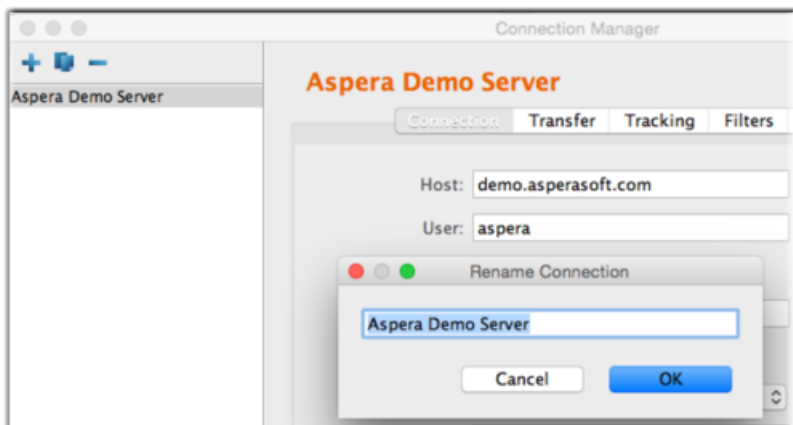 Connection Manager
Aspera Demo Server
Aspera Demo Server
Connection Transfer Tracking Filters
Host: demo.asperasoft.com
User: aspera
Rename Connection
Aspera Demo Server
Cancel OK